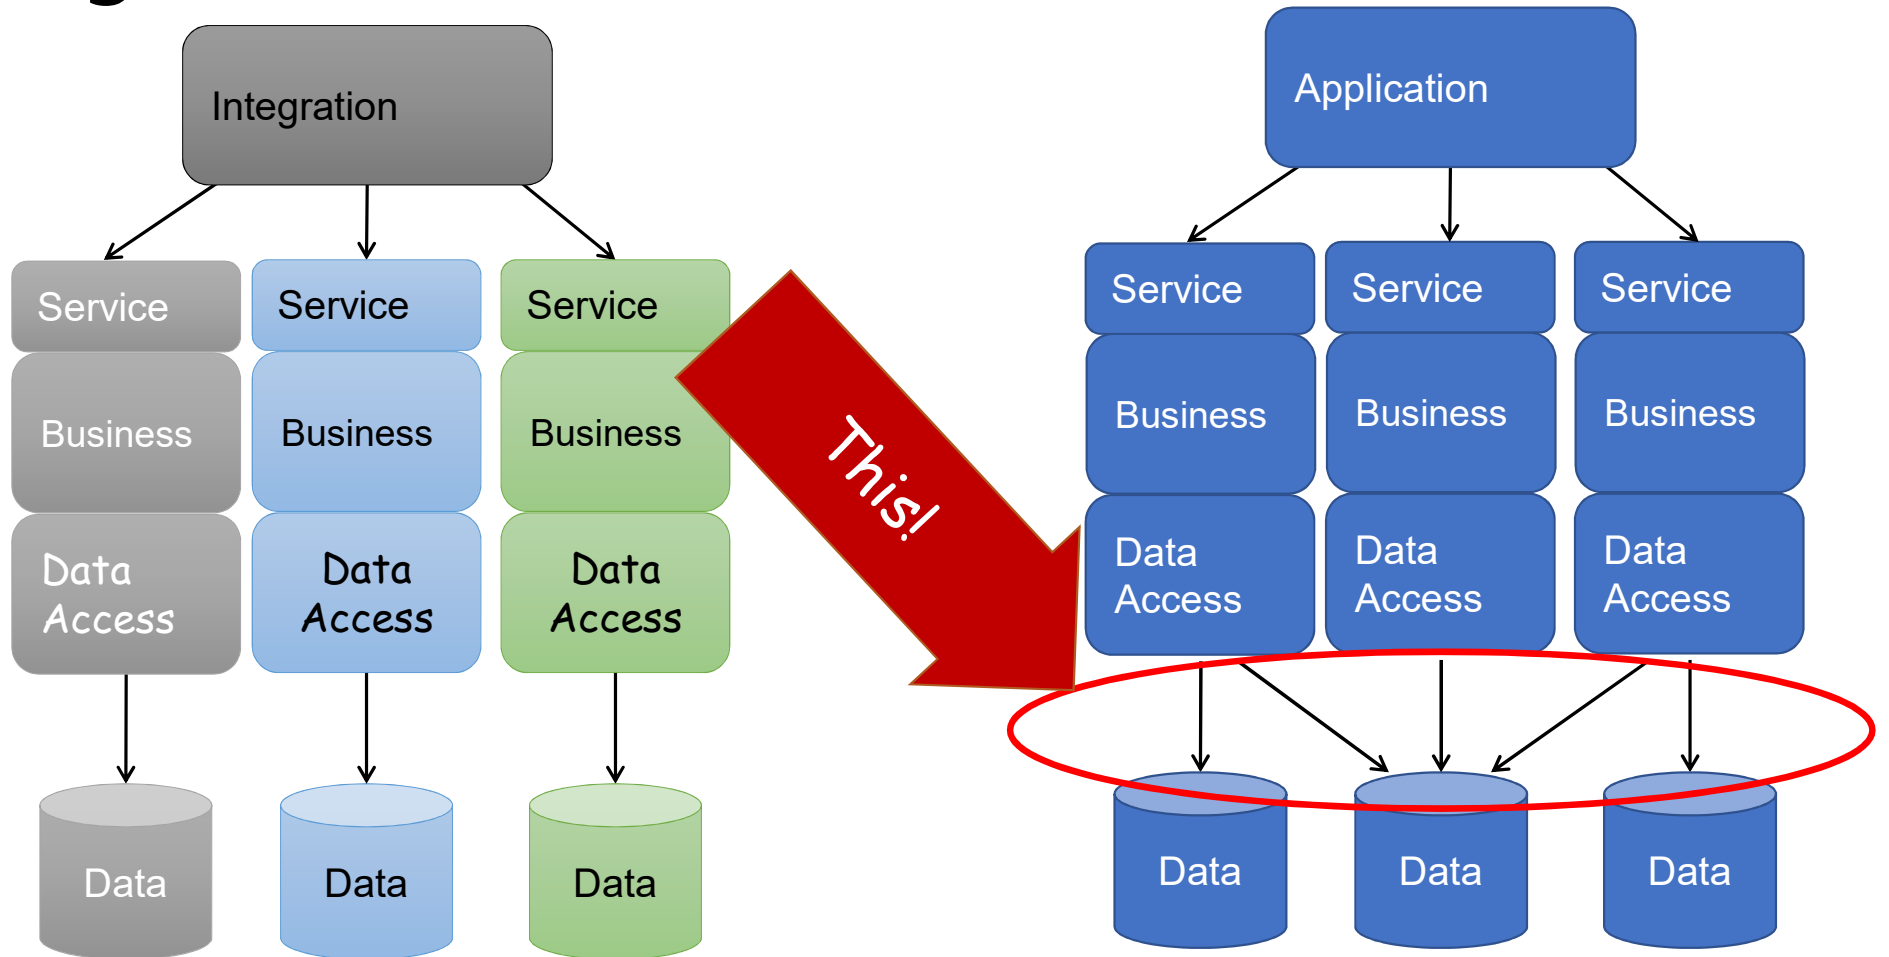 Integration
Application
Service
Service
Service
Service
Service
Service
Business
Business
Business
This!
Business
Business
Business
Data
Access
Data
Access
Data
Access
Data
Access
Data
Access
Data
Access
Data
Data
Data
Data
Data
Data